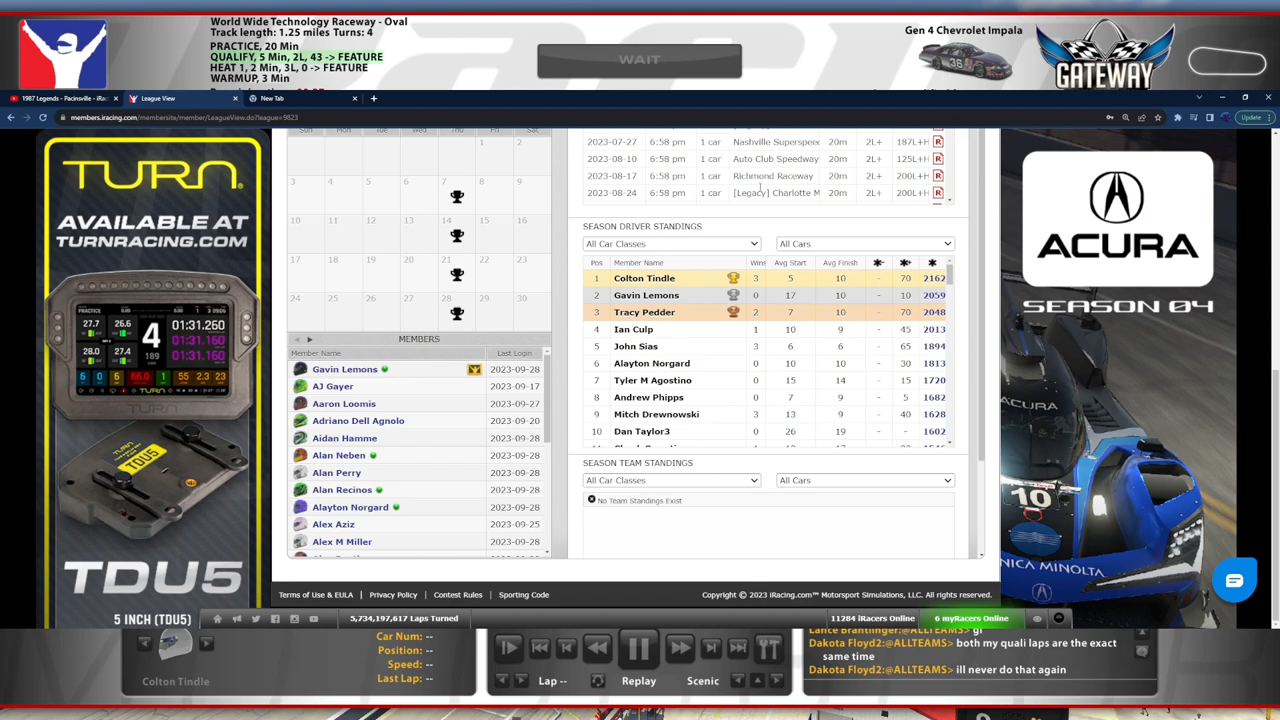 World Wide Technology Raceway - Oval
Track length: 1.25 miles Turns: 4
PRACTICE, 20 Min
QUALIFY, 5 Min, 2L, 43 -> FEATURE
HEAT 1, 2 Min, 3L, 0 -> FEATURE
WARMUP, 3 Min
WAIT
Gen 4 Chevrolet Impala
36
GATEWAY
1987 Legends - Pacinsville - iRac
League View
New Tab
members.iracing.com/membersite/member/LeagueView.do?league=9823
Update
TURN
AVAILABLE AT
TURNRACING.COM
27.7 26.6 4 01:31.260
28.0 27.4 189 01:31.160
TDU5
TDU5
5 INCH (TDU5)
Sun Mon Tue Wed Thu Fri Sat
1 2
3 4 5 6 7 8 9
10 11 12 13 14 15 16
17 18 19 20 21 22 23
24 25 26 27 28 29 30
MEMBERS
Member Name Last Login
Gavin Lemons 2023-09-28
AJ Gayer 2023-09-17
Aaron Loomis 2023-09-27
Adriano Dell Agnolo 2023-09-20
Aidan Hamme 2023-09-28
Alan Neben 2023-09-28
Alan Perry 2023-09-28
Alan Recinos 2023-09-28
Alayton Norgard 2023-09-28
Alex Aziz 2023-09-25
Alex M Miller 2023-09-28
2023-07-27 6:58 pm 1 car Nashville Superspeed 20m 2L+ 187L+H R
2023-08-10 6:58 pm 1 car Auto Club Speedway 20m 2L+ 125L+H R
2023-08-17 6:58 pm 1 car Richmond Raceway 20m 2L+ 200L+H R
2023-08-24 6:58 pm 1 car [Legacy] Charlotte M 20m 2L+ 200L+H R
SEASON DRIVER STANDINGS
All Car Classes All Cars
Pos Member Name Wins Avg Start Avg Finish
1 Colton Tindle 3 5 10 - 70 2162
2 Gavin Lemons 0 17 10 - 10 2059
3 Tracy Pedder 2 7 10 - 70 2048
4 Ian Culp 1 10 9 - 45 2013
5 John Sias 3 6 6 - 65 1894
6 Alayton Norgard 0 10 10 - 30 1813
7 Tyler M Agostino 0 15 14 - 15 1720
8 Andrew Phipps 0 7 9 - 5 1682
9 Mitch Drewnowski 3 13 9 - 40 1628
10 Dan Taylor3 0 26 19 - - 1602
SEASON TEAM STANDINGS
All Car Classes All Cars
No Team Standings Exist
Terms of Use & EULA Privacy Policy Contest Rules Sporting Code Copyright © 2023 iRacing.com™ Motorsport Simulations, LLC. All rights reserved.
5,734,197,617 Laps Turned
11284 iRacers Online
6 myRacers Online
ACURA
SEASON 04
ACURA
10
NICA MINOLTA
Colton Tindle
Car Num: --
Position: --
Speed: --
Last Lap: --
Lap --
Replay
Scenic
Lance Brantlinger:@ALLTEAMS> gl
Dakota Floyd2:@ALLTEAMS> both my quali laps are the exact
same time
Dakota Floyd2:@ALLTEAMS> ill never do that again